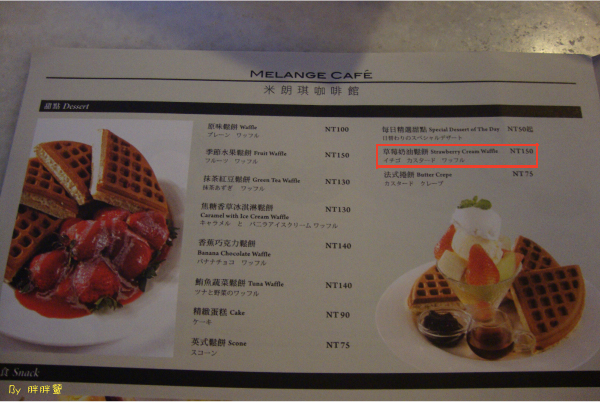 MELANGE CAFÉ
米朗琪咖啡館
甜點 Dessert
原味鬆餅 Waffle NT100
プレーン ワッフル
季節水果鬆餅 Fruit Waffle NT150
フルーツ ワッフル
抹茶紅豆鬆餅 Green Tea Waffle NT130
抹茶あずき ワッフル
焦糖香草冰淇淋鬆餅
Caramel with Ice Cream Waffle NT130
キャラメル と バニラアイスクリーム ワッフル
香蕉巧克力鬆餅
Banana Chocolate Waffle NT140
バナナチョコ ワッフル
鮪魚蔬菜鬆餅 Tuna Waffle NT140
ツナと野菜のワッフル
精緻蛋糕 Cake NT90
ケーキ
英式鬆餅 Scone NT75
スコーン
每日精選甜點 Special Dessert of The Day NT50起
日替わりのスペシャルデザート
草莓奶油鬆餅 Strawberry Cream Waffle NT150
イチゴ カスタード ワッフル
法式捲餅 Butter Crepe NT75
カスタード クレープ
食 Snack
By 胖胖豐